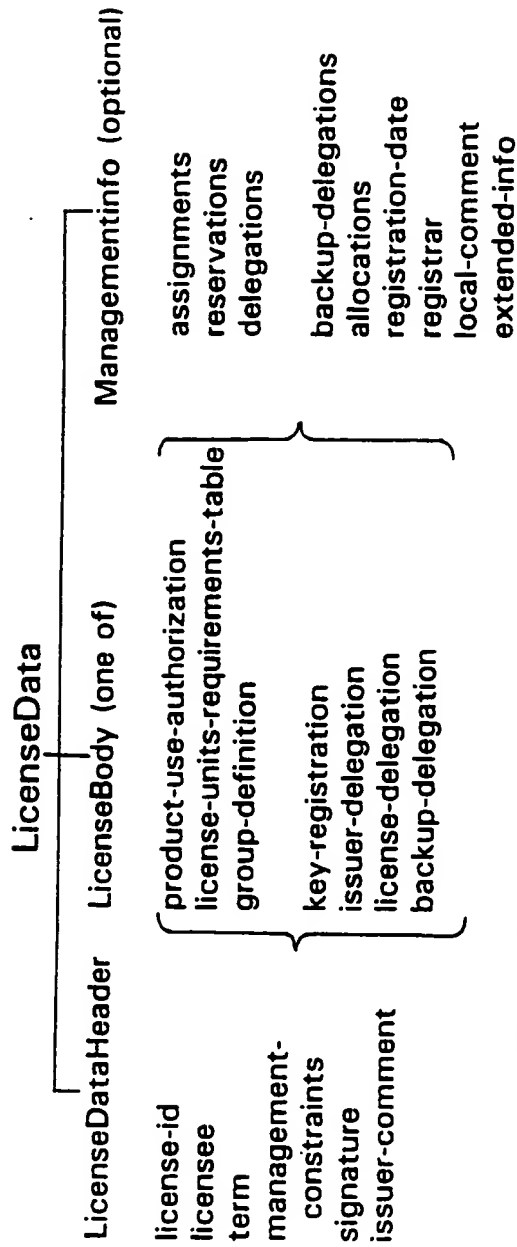 LicenseData
LicenseDataHeader
LicenseBody (one of)
Managementinfo (optional)
license-id
licensee
term
management-
constraints
signature
issuer-comment
product-use-authorization
license-units-requirements-table
group-definition
key-registration
issuer-delegation
license-delegation
backup-delegation
assignments
reservations
delegations
backup-delegations
allocations
registration-date
registrar
local-comment
extended-info